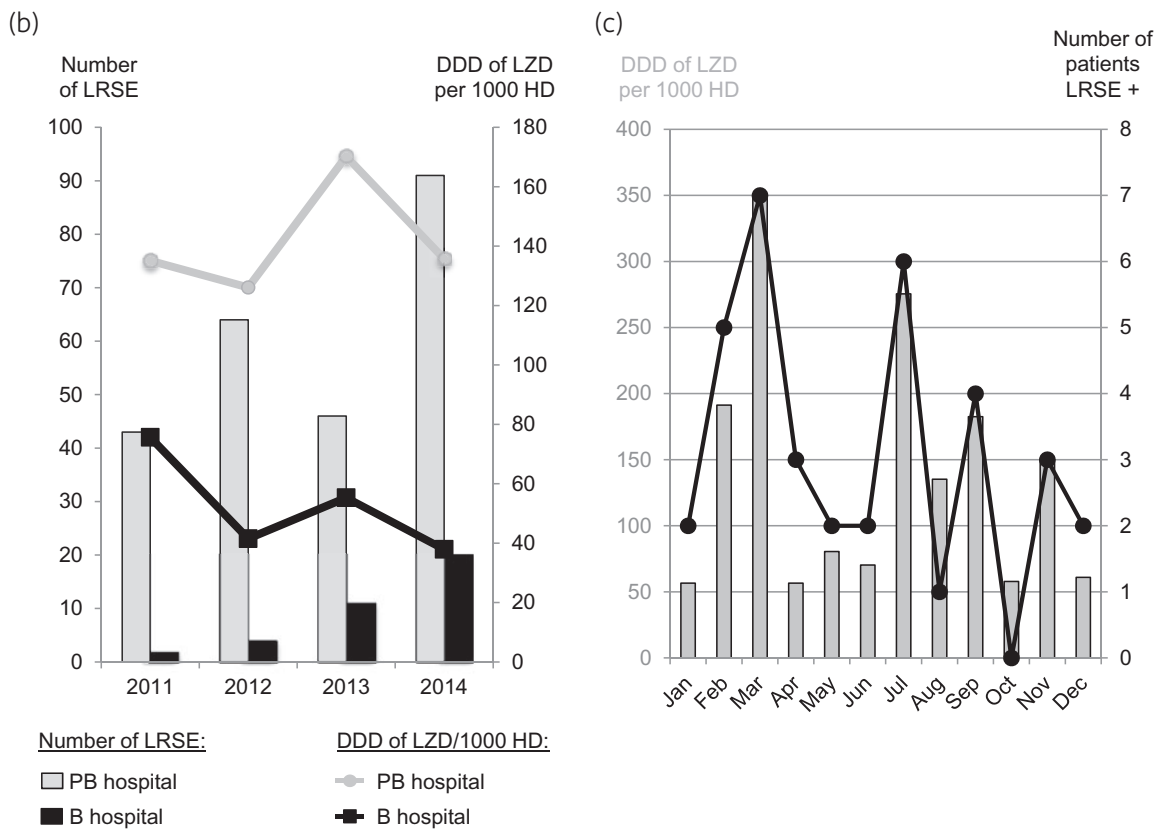 (b)
Number
of LRSE
DDD of LZD
per 1000 HD
100
90
80
70
60
50
40
30
20
10
0
180
160
140
120
100
80
60
40
20
0
2011 2012 2013 2014
Number of LRSE:
PB hospital
B hospital
DDD of LZD/1000 HD:
PB hospital
B hospital
(c)
DDD of LZD
per 1000 HD
Number of
patients
LRSE +
400
350
300
250
200
150
100
50
0
8
7
6
5
4
3
2
1
0
Jan Feb Mar Apr May Jun Jul Aug Sep Oct Nov Dec